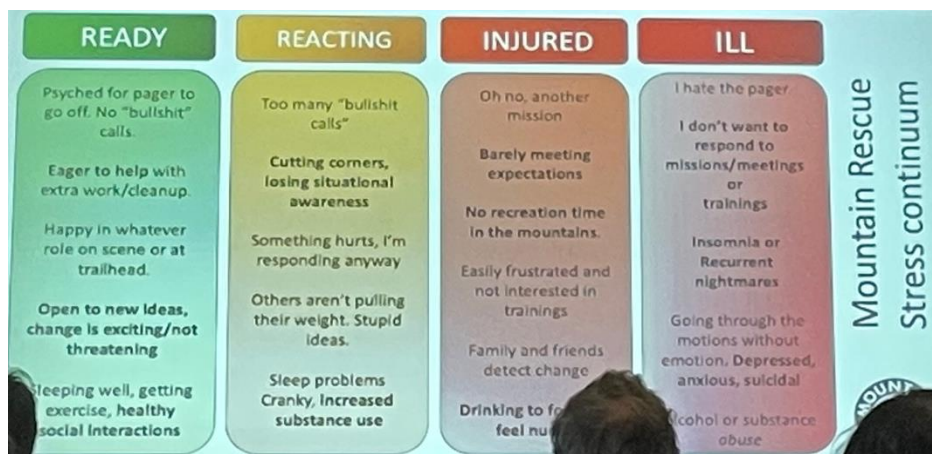 READY
Psyched for pager to
go off. No "bullshit"
calls.
Eager to help with
extra work/cleanup.
Happy in whatever
role on scene or at
trailhead.
Open to new ideas,
change is exciting/not
threatening
Sleeping well, getting
exercise, healthy
social interactions
REACTING
Too many "bullshit
calls"
Cutting corners,
losing situational
awareness
Something hurts, I'm
responding anyway
Others aren't pulling
their weight. Stupid
ideas.
Sleep problems
Cranky, increased
substance use
INJURED
Oh no, another
mission
Barely meeting
expectations
No recreation time
in the mountains.
Easily frustrated and
not interested in
trainings
Family and friends
detect change
Drinking to
feel
ILL
I hate the pager
I don't want to
respond to
missions/meetings
or
trainings
Insomnia or
Recurrent
nightmares
Going through the
motions without
emotion. Depressed,
anxious, suicidal
Alcohol or substance
abuse
Mountain Rescue
Stress continuum
MOUNT